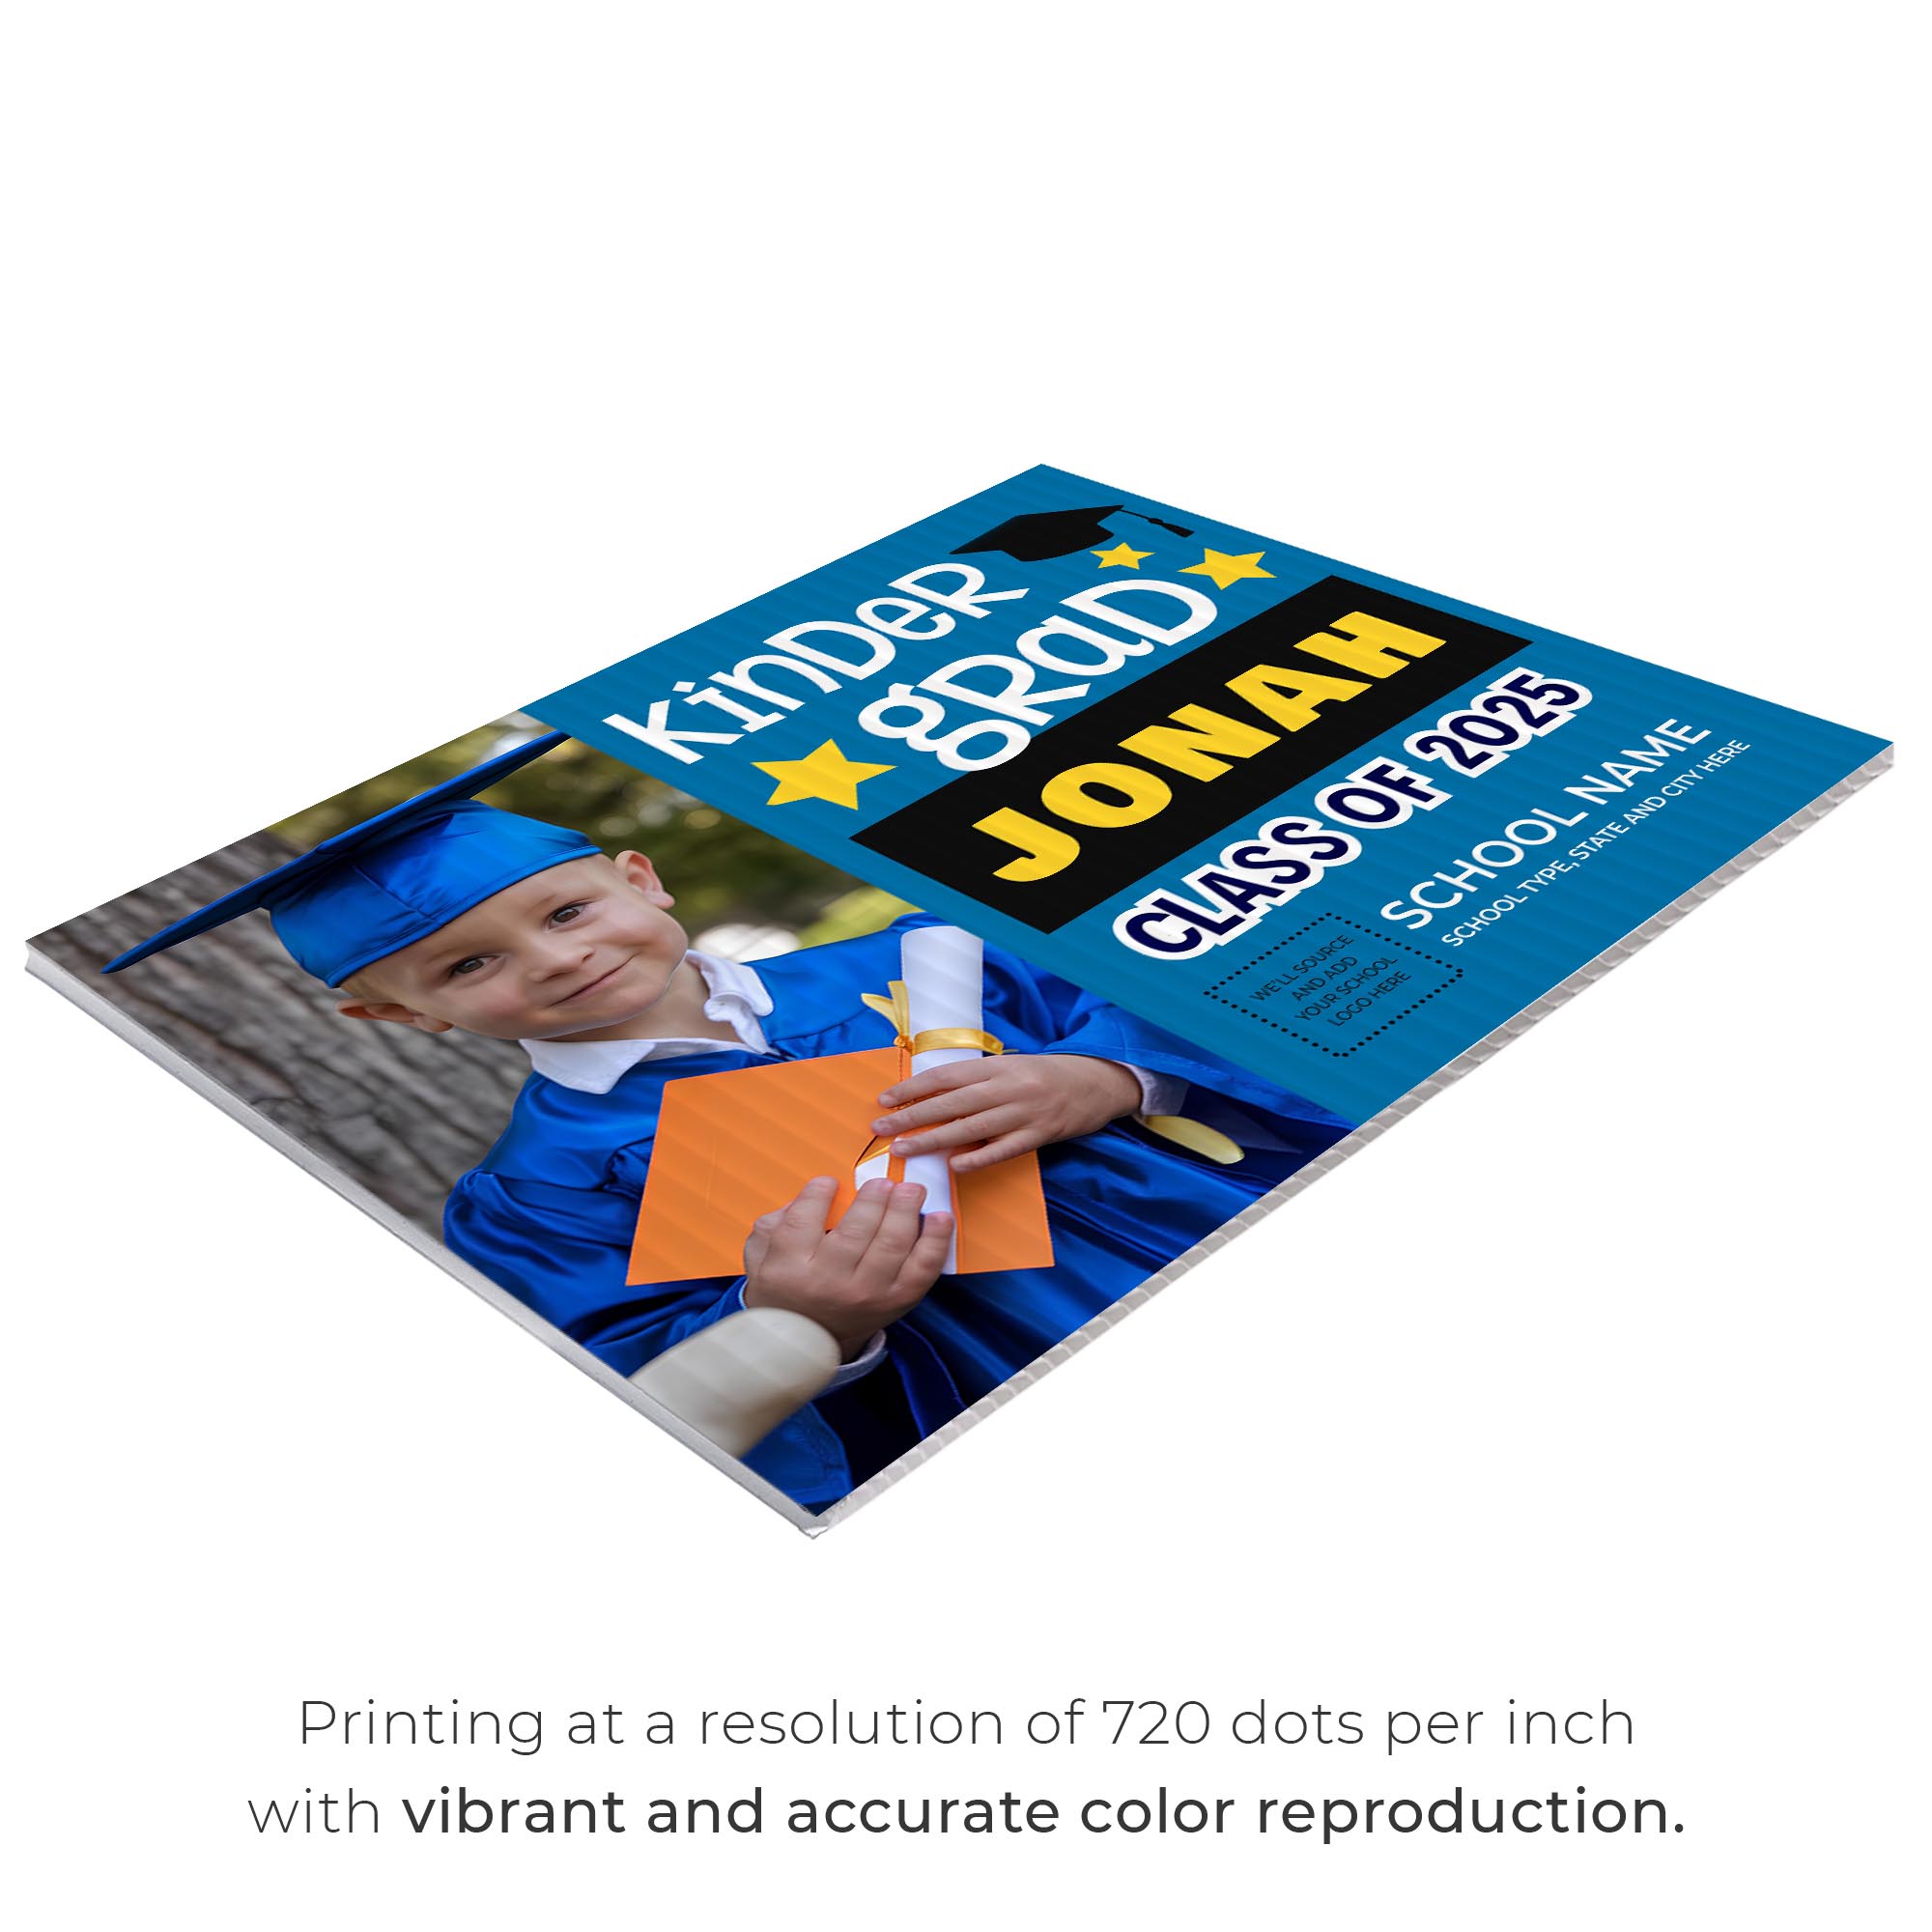 KinDeR
gRaD
JONAH
CLASS OF 2025
SCHOOL NAME
SCHOOL TYPE, STATE AND CITY HERE
WE'LL SOURCE
AND ADD
YOUR SCHOOL
LOGO HERE
Printing at a resolution of 720 dots per inch
with vibrant and accurate color reproduction.